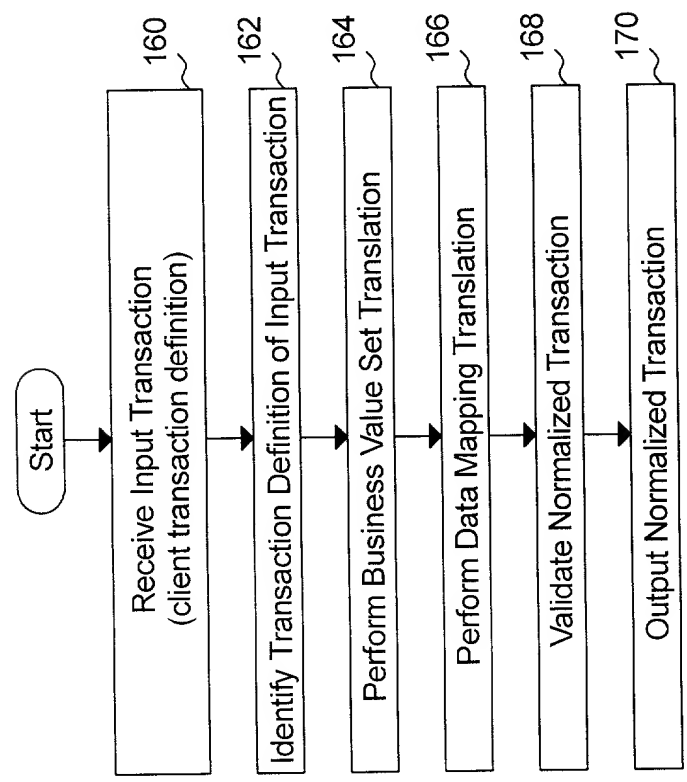 Start
160
Receive Input Transaction
(client transaction definition)
162
Identify Transaction Definition of Input Transaction
164
Perform Business Value Set Translation
166
Perform Data Mapping Translation
168
Validate Normalized Transaction
170
Output Normalized Transaction